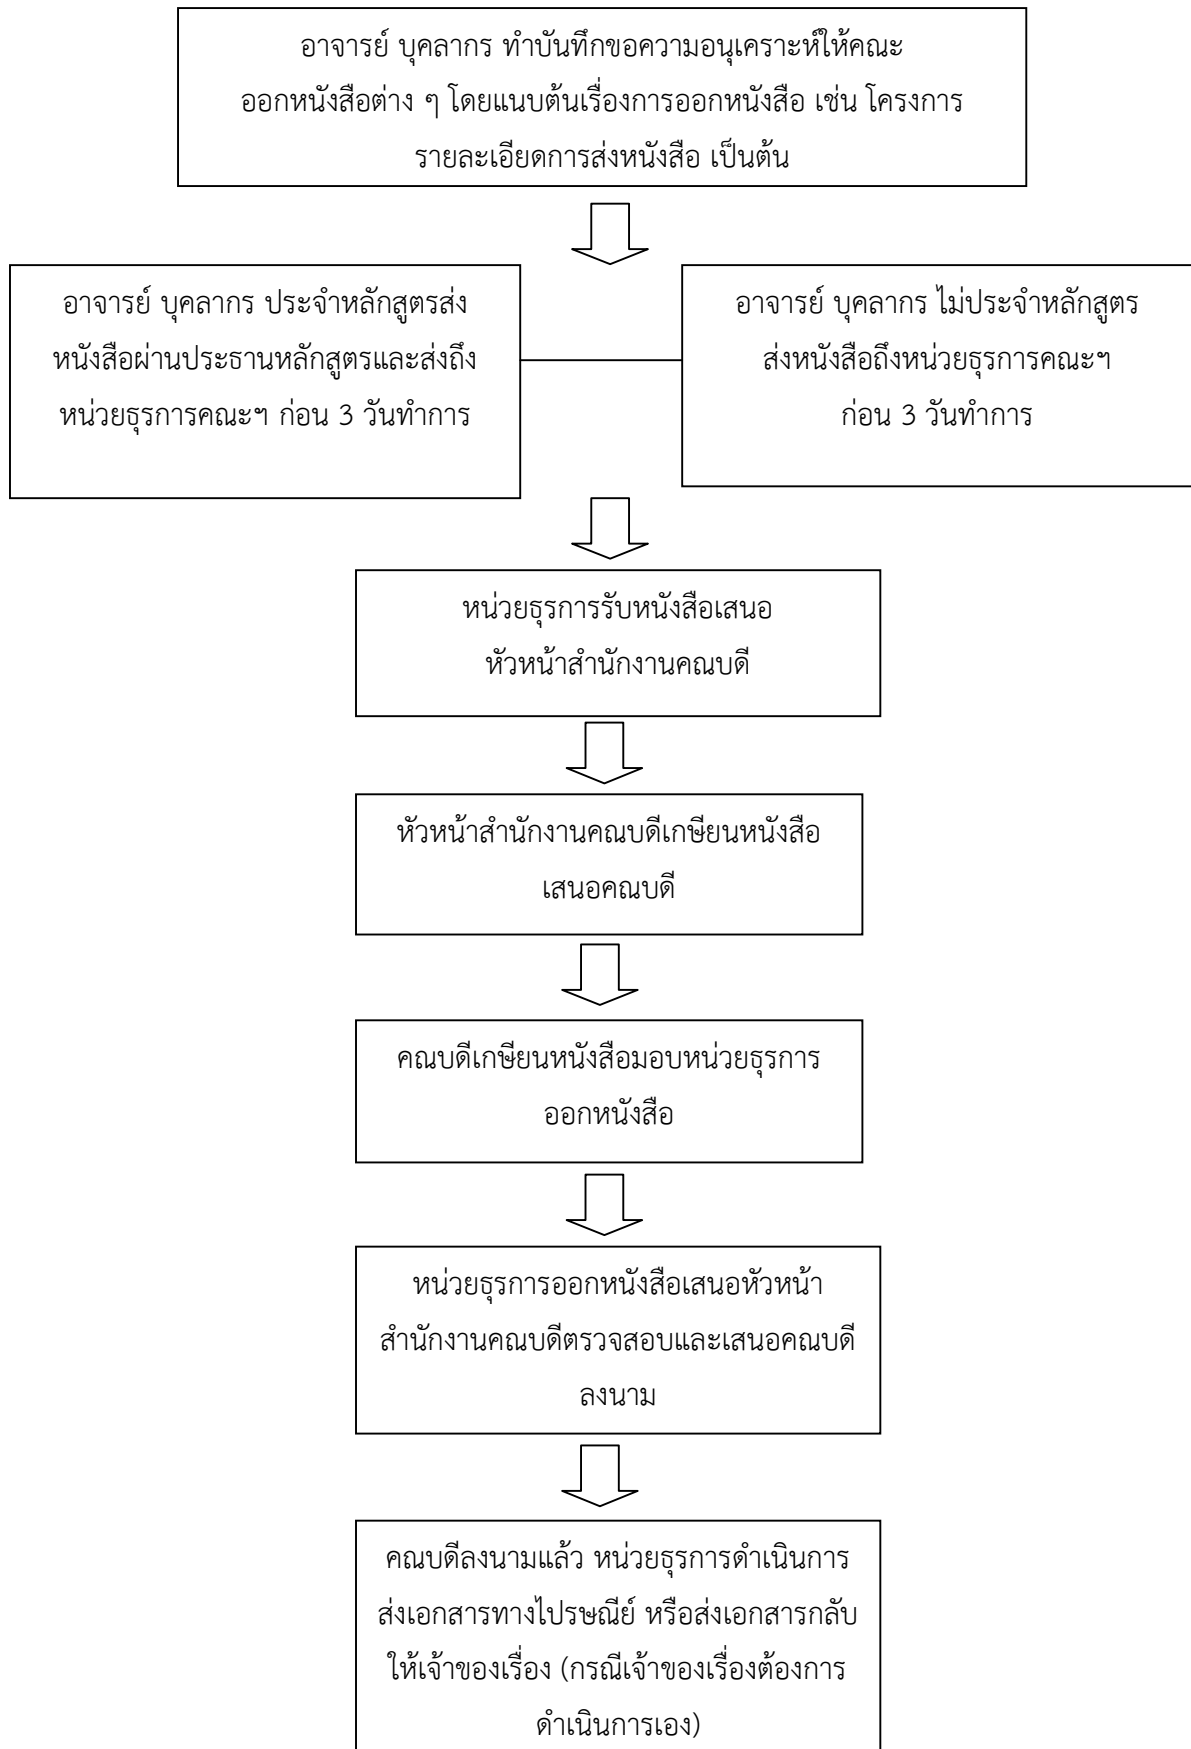 อาจารย์ บุคลากร ทำบันทึกขอความอนุเคราะห์ให้คณะ
ออกหนังสือต่าง ๆ โดยแนบต้นเรื่องการออกหนังสือ เช่น โครงการ
รายละเอียดการส่งหนังสือ เป็นต้น
อาจารย์ บุคลากร ประจำหลักสูตรส่ง
หนังสือผ่านประธานหลักสูตรและส่งถึง
หน่วยธุรการคณะฯ ก่อน 3 วันทำการ
อาจารย์ บุคลากร ไม่ประจำหลักสูตร
ส่งหนังสือถึงหน่วยธุรการคณะฯ
ก่อน 3 วันทำการ
หน่วยธุรการรับหนังสือเสนอ
หัวหน้าสำนักงานคณบดี
หัวหน้าสำนักงานคณบดีเกษียนหนังสือ
เสนอคณบดี
คณบดีเกษียนหนังสือมอบหน่วยธุรการ
ออกหนังสือ
หน่วยธุรการออกหนังสือเสนอหัวหน้า
สำนักงานคณบดีตรวจสอบและเสนอคณบดี
ลงนาม
คณบดีลงนามแล้ว หน่วยธุรการดำเนินการ
ส่งเอกสารทางไปรษณีย์ หรือส่งเอกสารกลับ
ให้เจ้าของเรื่อง (กรณีเจ้าของเรื่องต้องการ
ดำเนินการเอง)